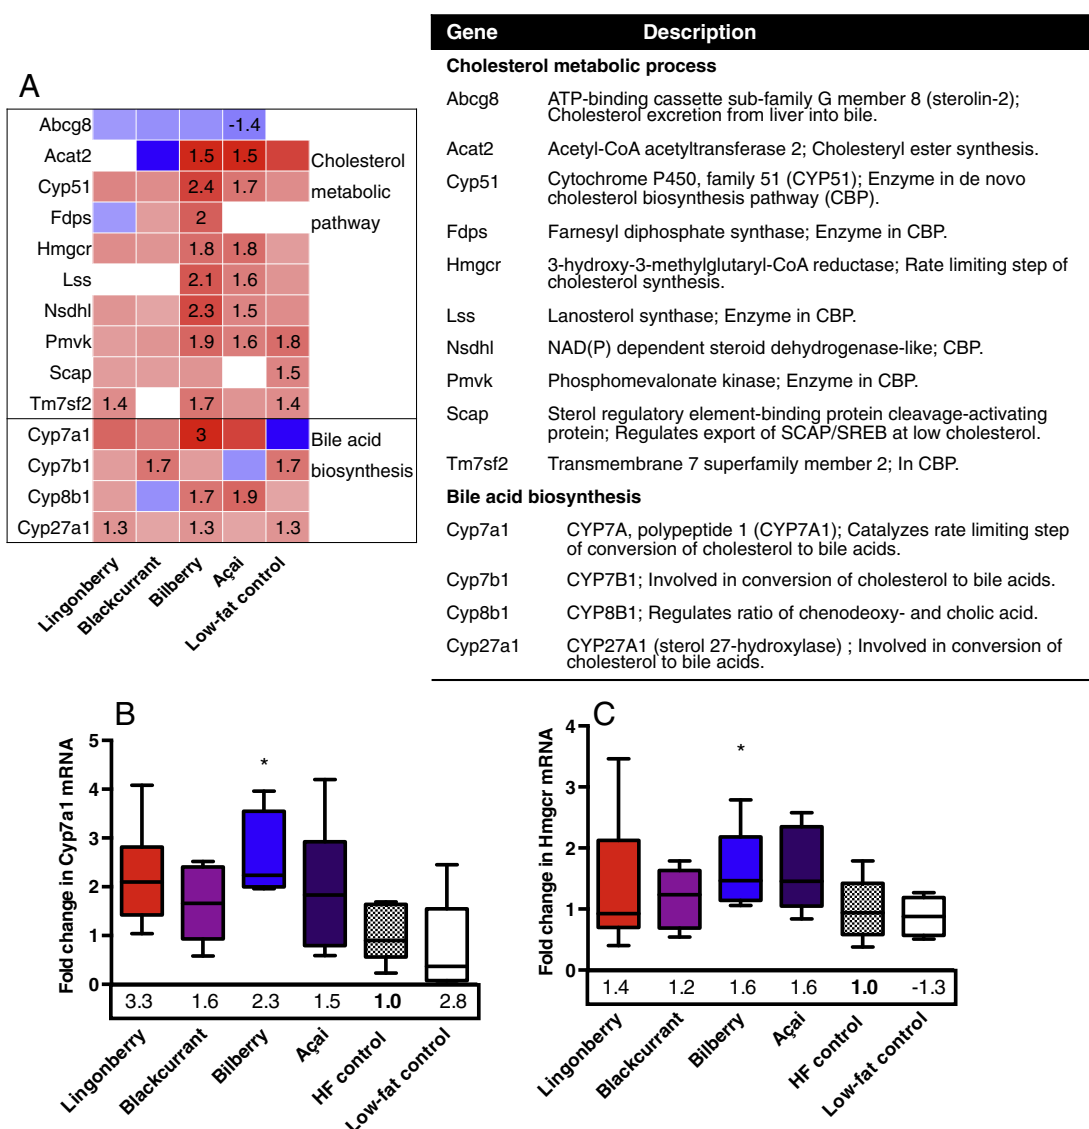 A
Abcg8 -1.4
Acat2 1.5 1.5 Cholesterol
Cyp51 2.4 1.7 metabolic
Fdps 2 pathway
Hmgcr 1.8 1.8
Lss 2.1 1.6
Nsdhl 2.3 1.5
Pmvk 1.9 1.6 1.8
Scap 1.5
Tm7sf2 1.4 1.7 1.4
Cyp7a1 3 Bile acid
Cyp7b1 1.7 1.7 biosynthesis
Cyp8b1 1.7 1.9
Cyp27a1 1.3 1.3 1.3
Lingonberry
Blackcurrant
Bilberry
Açai
Low-fat control
Gene Description
Cholesterol metabolic process
Abcg8 ATP-binding cassette sub-family G member 8 (sterolin-2);
Cholesterol excretion from liver into bile.
Acat2 Acetyl-CoA acetyltransferase 2; Cholesteryl ester synthesis.
Cyp51 Cytochrome P450, family 51 (CYP51); Enzyme in de novo
cholesterol biosynthesis pathway (CBP).
Fdps Farnesyl diphosphate synthase; Enzyme in CBP.
Hmgcr 3-hydroxy-3-methylglutaryl-CoA reductase; Rate limiting step of
cholesterol synthesis.
Lss Lanosterol synthase; Enzyme in CBP.
Nsdhl NAD(P) dependent steroid dehydrogenase-like; CBP.
Pmvk Phosphomevalonate kinase; Enzyme in CBP.
Scap Sterol regulatory element-binding protein cleavage-activating
protein; Regulates export of SCAP/SREB at low cholesterol.
Tm7sf2 Transmembrane 7 superfamily member 2; In CBP.
Bile acid biosynthesis
Cyp7a1 CYP7A, polypeptide 1 (CYP7A1); Catalyzes rate limiting step
of conversion of cholesterol to bile acids.
Cyp7b1 CYP7B1; Involved in conversion of cholesterol to bile acids.
Cyp8b1 CYP8B1; Regulates ratio of chenodeoxy- and cholic acid.
Cyp27a1 CYP27A1 (sterol 27-hydroxylase) ; Involved in conversion of
cholesterol to bile acids.
B
Fold change in Cyp7a1 mRNA
5
4
3
2
1
0
*
3.3 1.6 2.3 1.5 1.0 2.8
Lingonberry
Blackcurrant
Bilberry
Açai
HF control
Low-fat control
C
Fold change in Hmgcr mRNA
4
3
2
1
0
*
1.4 1.2 1.6 1.6 1.0 -1.3
Lingonberry
Blackcurrant
Bilberry
Açai
HF control
Low-fat control